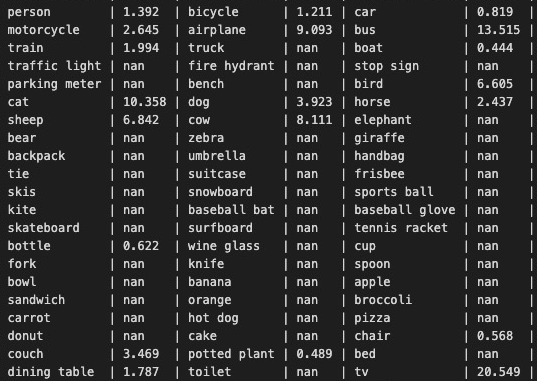 person | 1.392 | bicycle | 1.211 | car | 0.819 |
motorcycle | 2.645 | airplane | 9.093 | bus | 13.515 |
train | 1.994 | truck | nan | boat | 0.444 |
traffic light | nan | fire hydrant | nan | stop sign | nan |
parking meter | nan | bench | nan | bird | 6.605 |
cat | 10.358 | dog | 3.923 | horse | 2.437 |
sheep | 6.842 | cow | 8.111 | elephant | nan |
bear | nan | zebra | nan | giraffe | nan |
backpack | nan | umbrella | nan | handbag | nan |
tie | nan | suitcase | nan | frisbee | nan |
skis | nan | snowboard | nan | sports ball | nan |
kite | nan | baseball bat | nan | baseball glove | nan |
skateboard | nan | surfboard | nan | tennis racket | nan |
bottle | 0.622 | wine glass | nan | cup | nan |
fork | nan | knife | nan | spoon | nan |
bowl | nan | banana | nan | apple | nan |
sandwich | nan | orange | nan | broccoli | nan |
carrot | nan | hot dog | nan | pizza | nan |
donut | nan | cake | nan | chair | 0.568 |
couch | 3.469 | potted plant | 0.489 | bed | nan |
dining table | 1.787 | toilet | nan | tv | 20.549 |